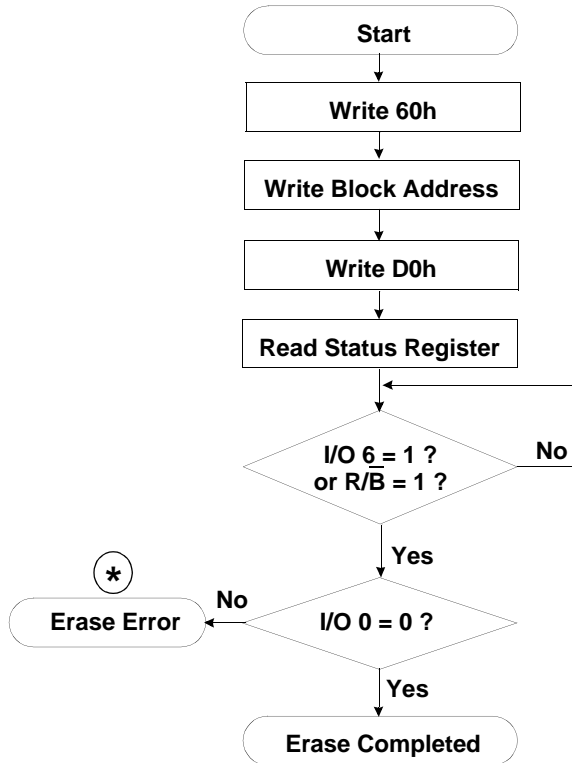 Start
Write 60h
Write Block Address
Write D0h
Read Status Register
I/O 6 = 1 ?
or R/B̅ = 1 ?
No
Yes
*
No
Erase Error
I/O 0 = 0 ?
Yes
Erase Completed